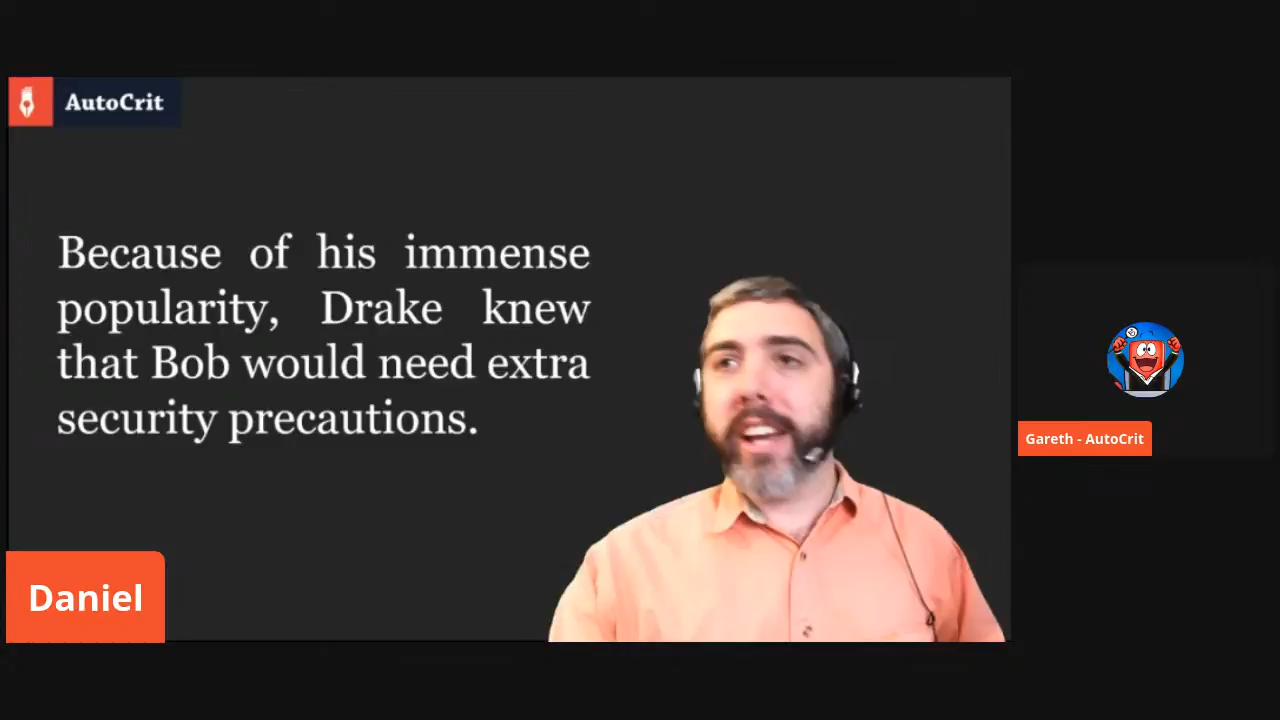 AutoCrit
Because of his immense
popularity, Drake knew
that Bob would need extra
security precautions.
Gareth - AutoCrit
Daniel